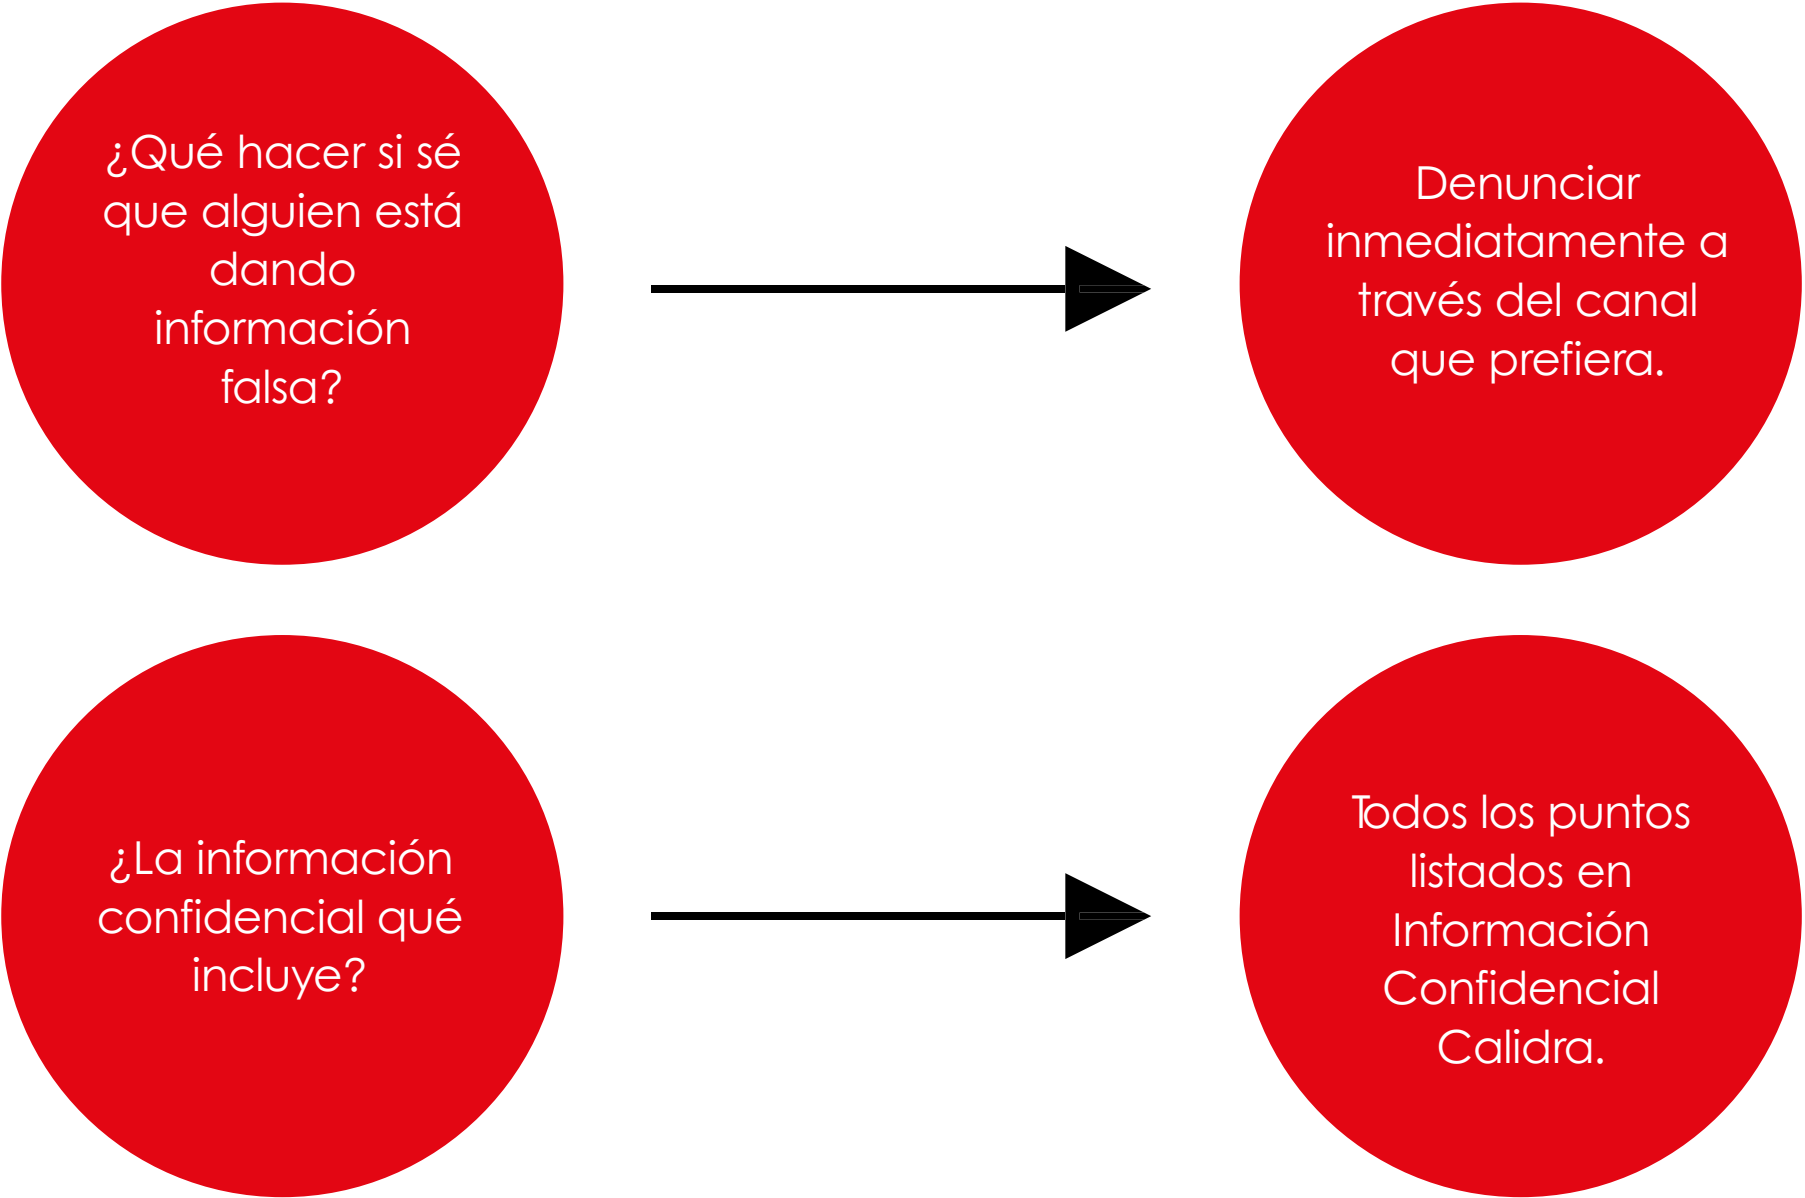 ¿Qué hacer si sé
que alguien está
dando
información
falsa?
Denunciar
inmediatamente a
través del canal
que prefiera.
¿La información
confidencial qué
incluye?
Todos los puntos
listados en
Información
Confidencial
Calidra.